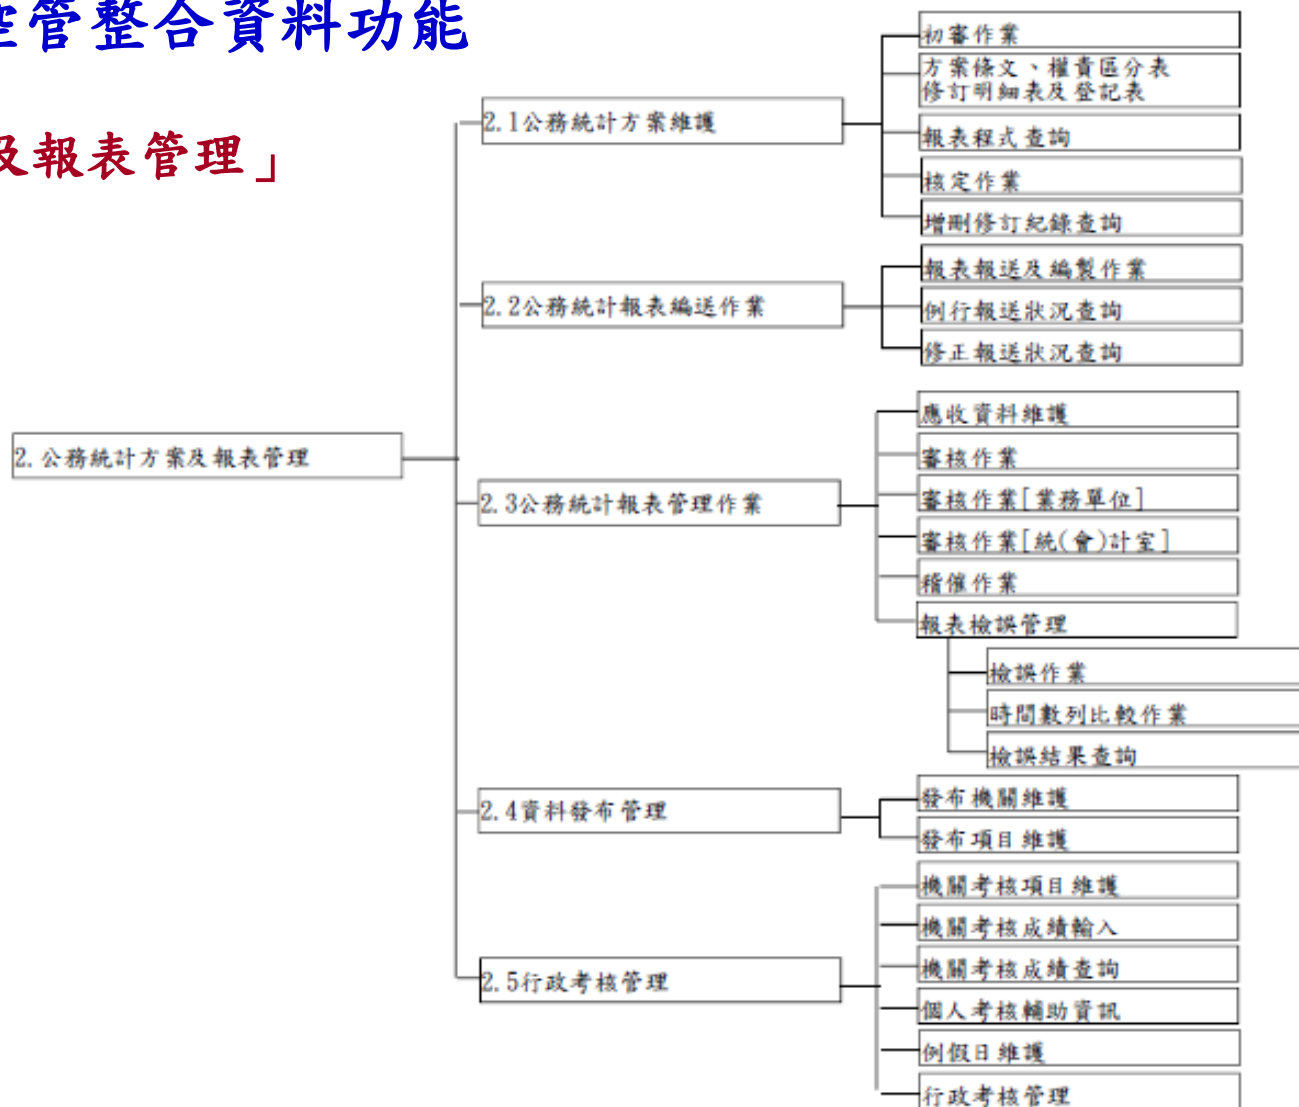 管整合資料功能
及報表管理」
2.公務統計方案及報表管理
2.1公務統計方案維護
初審作業
方案條文、權責區分表
修訂明細表及登記表
報表程式查詢
核定作業
增刪修訂紀錄查詢
2.2公務統計報表編送作業
報表報送及編製作業
例行報送狀況查詢
修正報送狀況查詢
2.3公務統計報表管理作業
應收資料維護
審核作業
審核作業[業務單位]
審核作業[統(會)計室]
稽催作業
報表檢誤管理
檢誤作業
時間數列比較作業
檢誤結果查詢
2.4資料發布管理
發布機關維護
發布項目維護
2.5行政考核管理
機關考核項目維護
機關考核成績輸入
機關考核成績查詢
個人考核輔助資訊
例假日維護
行政考核管理